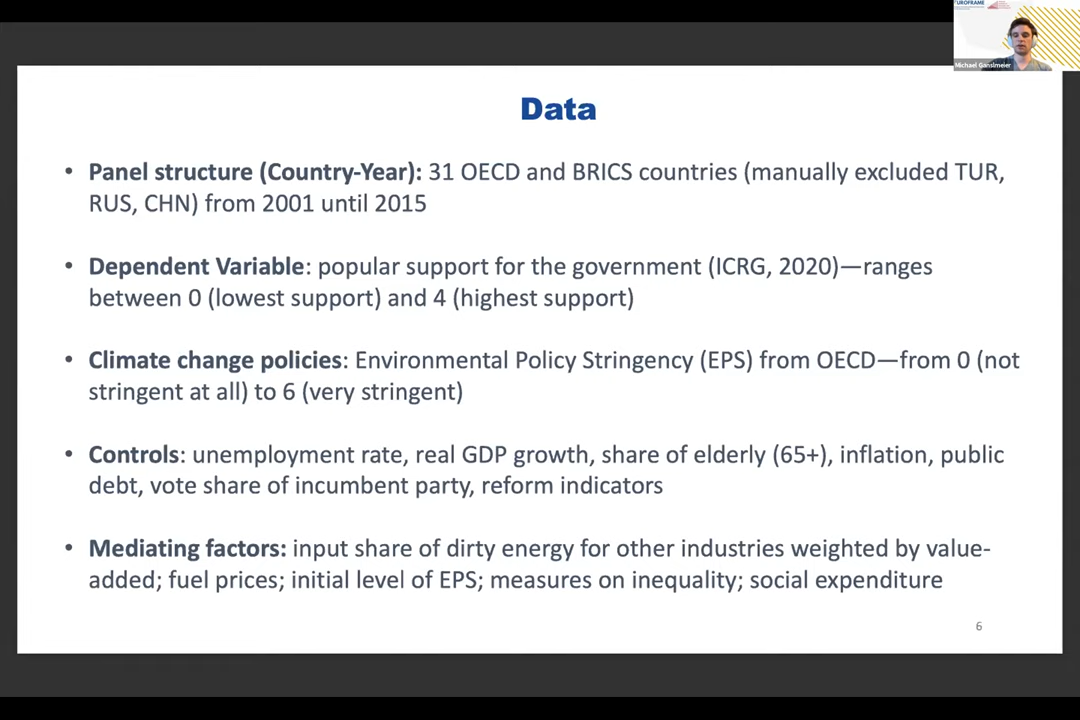 EUROFRAME
Michael Ganslmeier
Data
• Panel structure (Country-Year): 31 OECD and BRICS countries (manually excluded TUR,
RUS, CHN) from 2001 until 2015
• Dependent Variable: popular support for the government (ICRG, 2020)—ranges
between 0 (lowest support) and 4 (highest support)
• Climate change policies: Environmental Policy Stringency (EPS) from OECD—from 0 (not
stringent at all) to 6 (very stringent)
• Controls: unemployment rate, real GDP growth, share of elderly (65+), inflation, public
debt, vote share of incumbent party, reform indicators
• Mediating factors: input share of dirty energy for other industries weighted by value-
added; fuel prices; initial level of EPS; measures on inequality; social expenditure
6